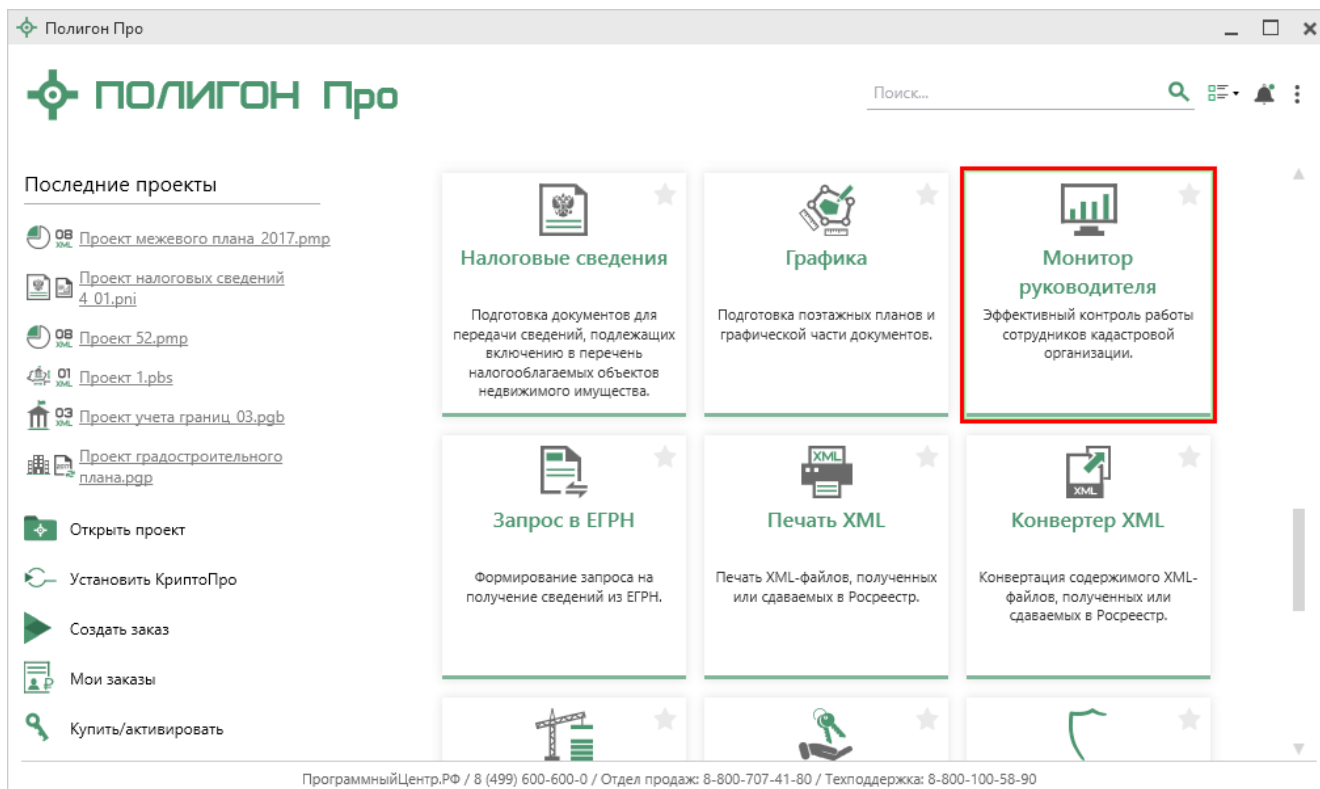 Полигон Про
ПОЛИГОН Про
Поиск...
Последние проекты
08 XML Проект межевого плана 2017.pmp
Проект налоговых сведений
4_01.pni
08 XML Проект 52.pmp
01 XML Проект 1.pbs
03 XML Проект учета границ_03.pgb
Проект градостроительного
плана.pgp
Открыть проект
Установить КриптоПро
Создать заказ
Мои заказы
Купить/активировать
Налоговые сведения
Подготовка документов для
передачи сведений, подлежащих
включению в перечень
налогооблагаемых объектов
недвижимого имущества.
Графика
Подготовка поэтажных планов и
графической части документов.
Монитор
руководителя
Эффективный контроль работы
сотрудников кадастровой
организации.
Запрос в ЕГРН
Формирование запроса на
получение сведений из ЕГРН.
XML
Печать XML
Печать XML-файлов, полученных
или сдаваемых в Росреестр.
XML
Конвертер XML
Конвертация содержимого XML-
файлов, полученных или
сдаваемых в Росреестр.
ПрограммныйЦентр.РФ / 8 (499) 600-600-0 / Отдел продаж: 8-800-707-41-80 / Техподдержка: 8-800-100-58-90